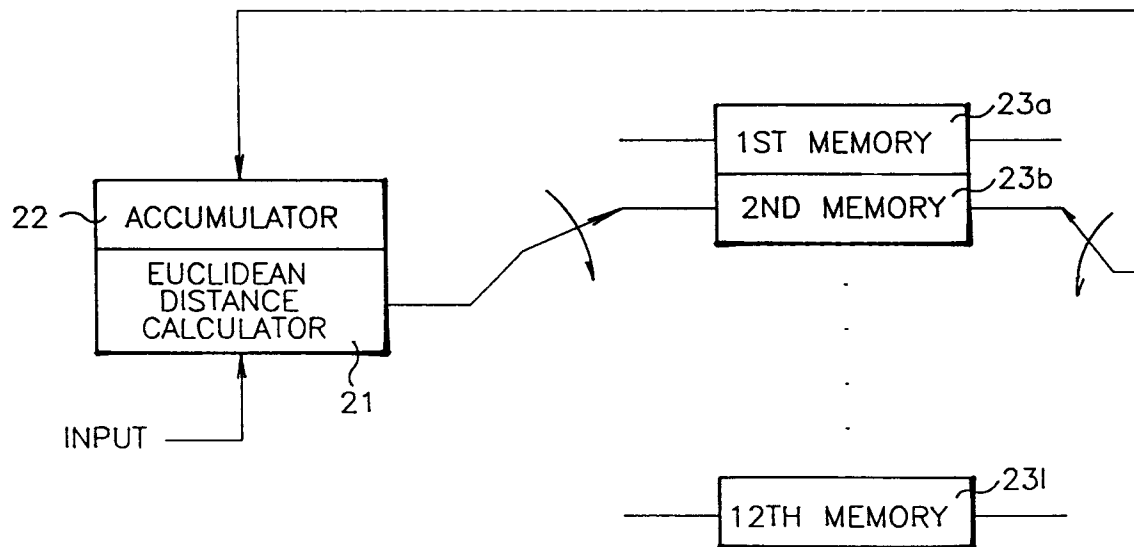 23a
1ST MEMORY
23b
2ND MEMORY
22
ACCUMULATOR
EUCLIDEAN
DISTANCE
CALCULATOR
21
INPUT
23l
12TH MEMORY